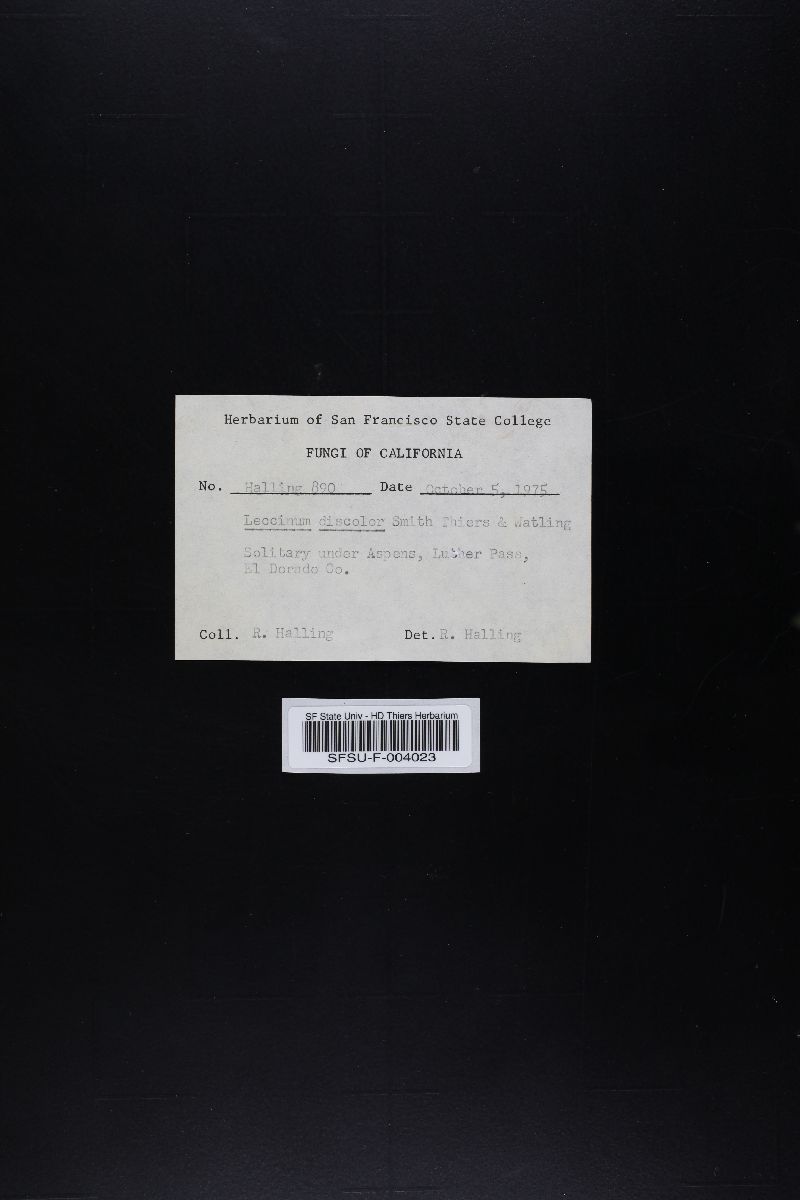 Herbarium of San Francisco State College
FUNGI OF CALIFORNIA
No. Halling 890 Date October 5, 1975
Leccinum discolor Smith Thiers & Watling
Solitary under Aspens, Luther Pass,
El Dorado Co.
Coll. R. Halling Det. R. Halling
SF State Univ - HD Thiers Herbarium
SFSU-F-004023